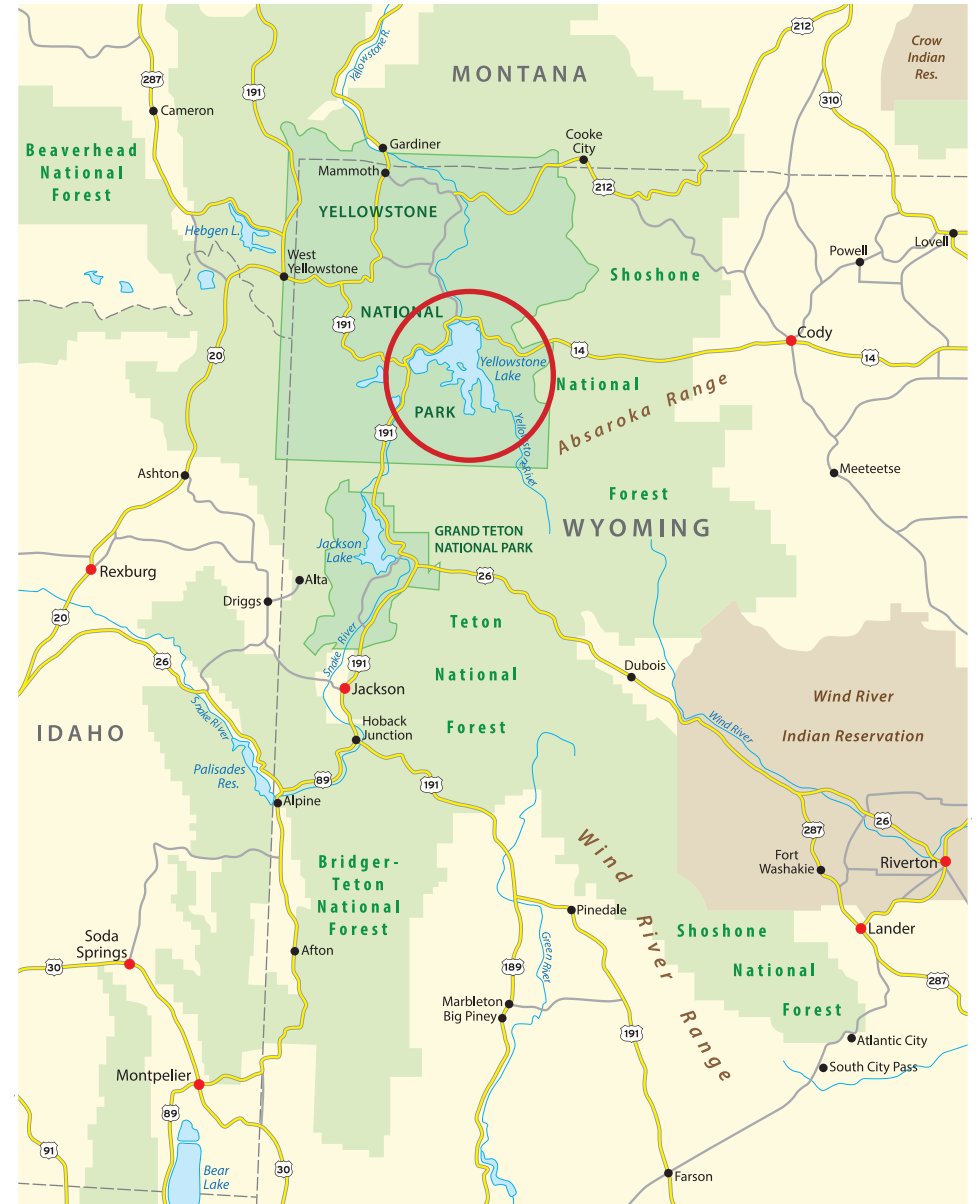 212
Crow
Indian
Res.
Yellowstone R.
MONTANA
287
191
310
Cameron
Beaverhead
National
Forest
Gardiner
Cooke
City
Mammoth
212
YELLOWSTONE
Hebgen L.
West
Yellowstone
Powell
Lovell
Shoshone
NATIONAL
191
Cody
20
14
14
Yellowstone
Lake
National
PARK
Absaroka Range
191
Yellowstone River
Ashton
Meeteetse
Forest
WYOMING
GRAND TETON
NATIONAL PARK
Jackson
Lake
Rexburg
Alta
26
Driggs
20
Teton
Snake River
26
191
Dubois
National
Jackson
Wind River
Indian Reservation
Snake River
Forest
Wind River
IDAHO
Hoback
Junction
Palisades
Res.
89
191
Alpine
26
287
Wind River Range
Fort
Washakie
Riverton
Bridger-
Teton
National
Forest
Pinedale
Shoshone
Lander
Soda
Springs
Afton
Green River
30
189
National
287
Marbleton
Big Piney
Forest
191
Atlantic City
South City Pass
Montpelier
89
91
Bear
Lake
30
Farson